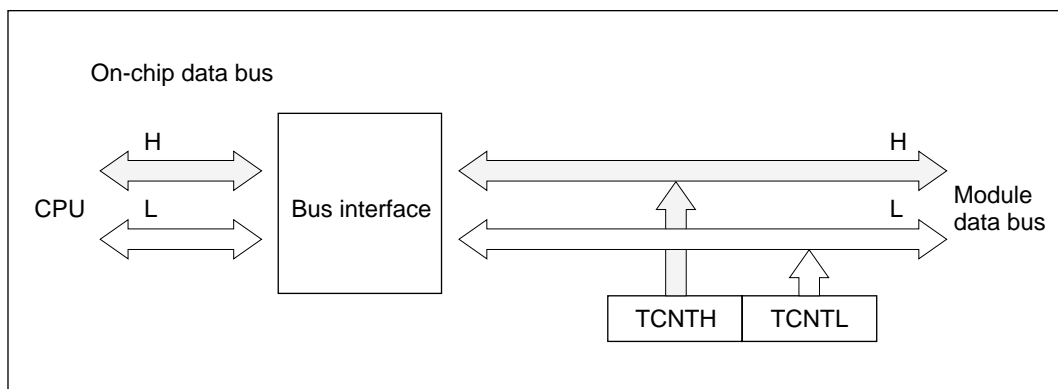 On-chip data bus
H
H
CPU
L
Bus interface
L
Module
data bus
TCNTH
TCNTL